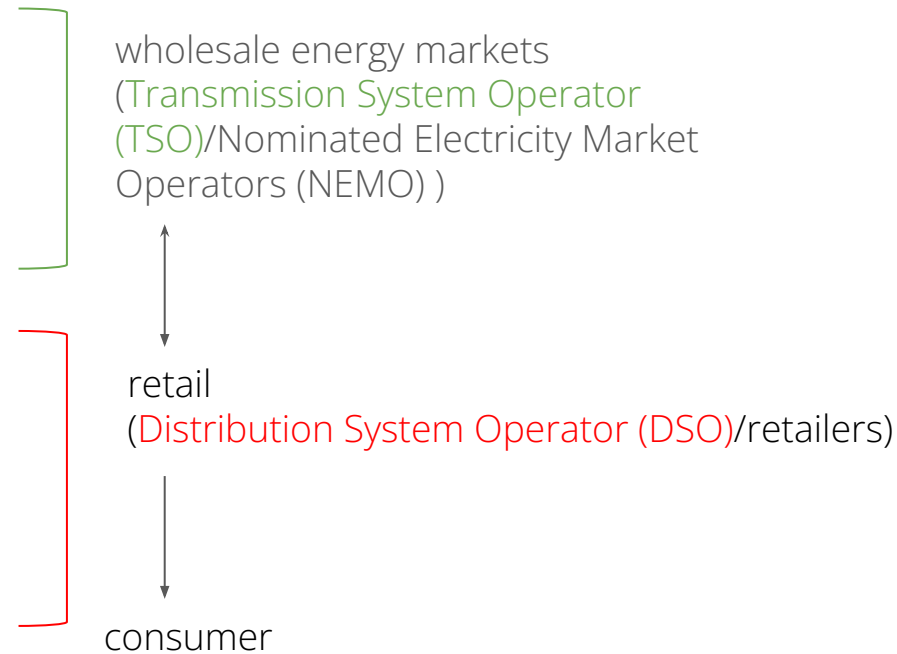 wholesale energy markets
(Transmission System Operator
(TSO)/Nominated Electricity Market
Operators (NEMO) )
retail
(Distribution System Operator (DSO)/retailers)
consumer